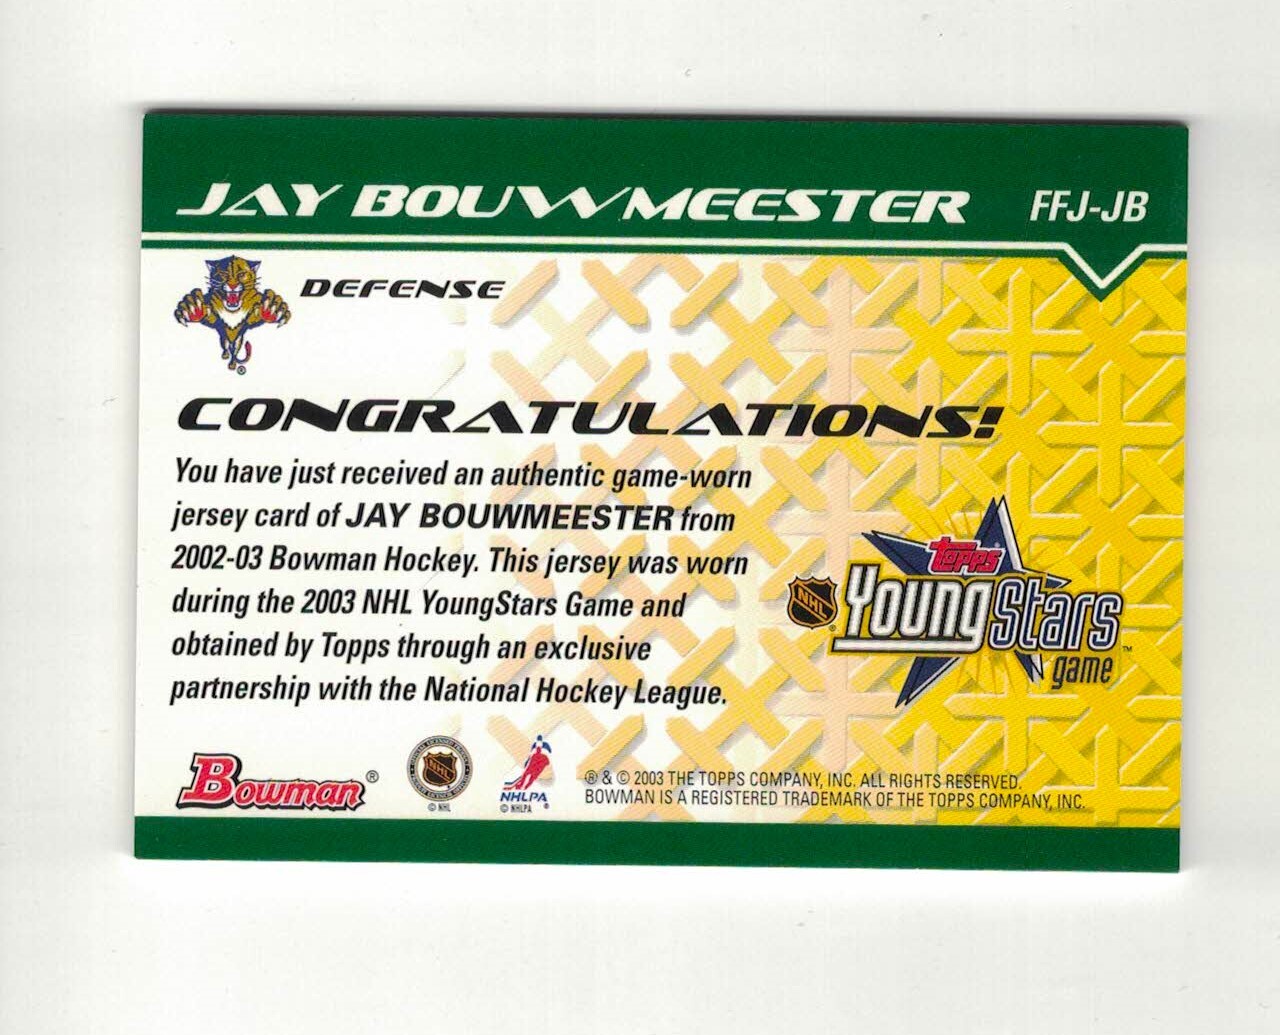 JAY BOUWMEESTER FFJ-JB
DEFENSE
CONGRATULATIONS!
You have just received an authentic game-worn
jersey card of JAY BOUWMEESTER from
2002-03 Bowman Hockey. This jersey was worn
during the 2003 NHL YoungStars Game and
obtained by Topps through an exclusive
partnership with the National Hockey League.
topps
NHL
YoungStars™
game
Bowman®
NHL
© NHL
NHLPA
© NHLPA
® & © 2003 THE TOPPS COMPANY, INC. ALL RIGHTS RESERVED.
BOWMAN IS A REGISTERED TRADEMARK OF THE TOPPS COMPANY, INC.